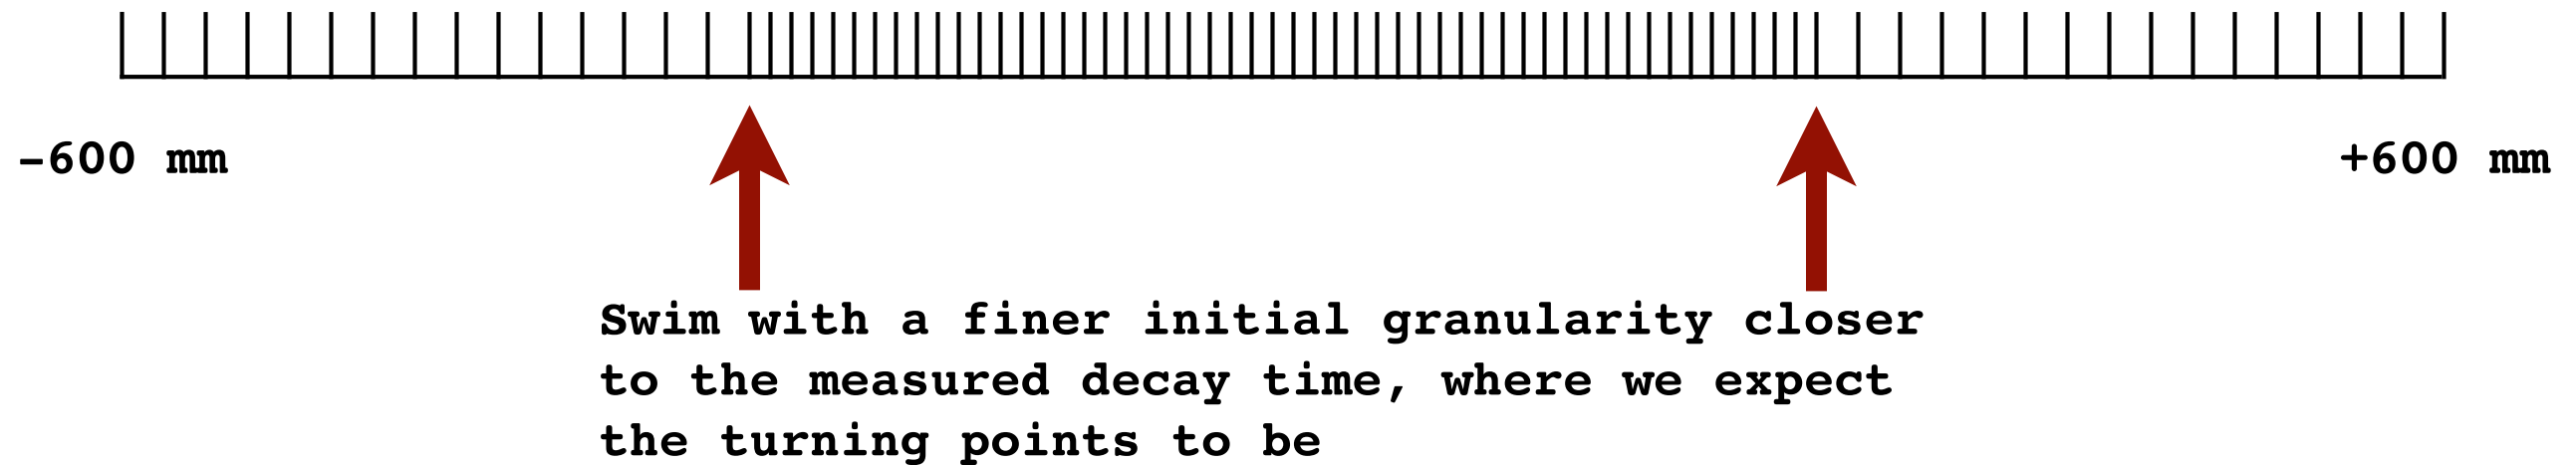 -600 mm
+600 mm
Swim with a finer initial granularity closer
to the measured decay time, where we expect
the turning points to be